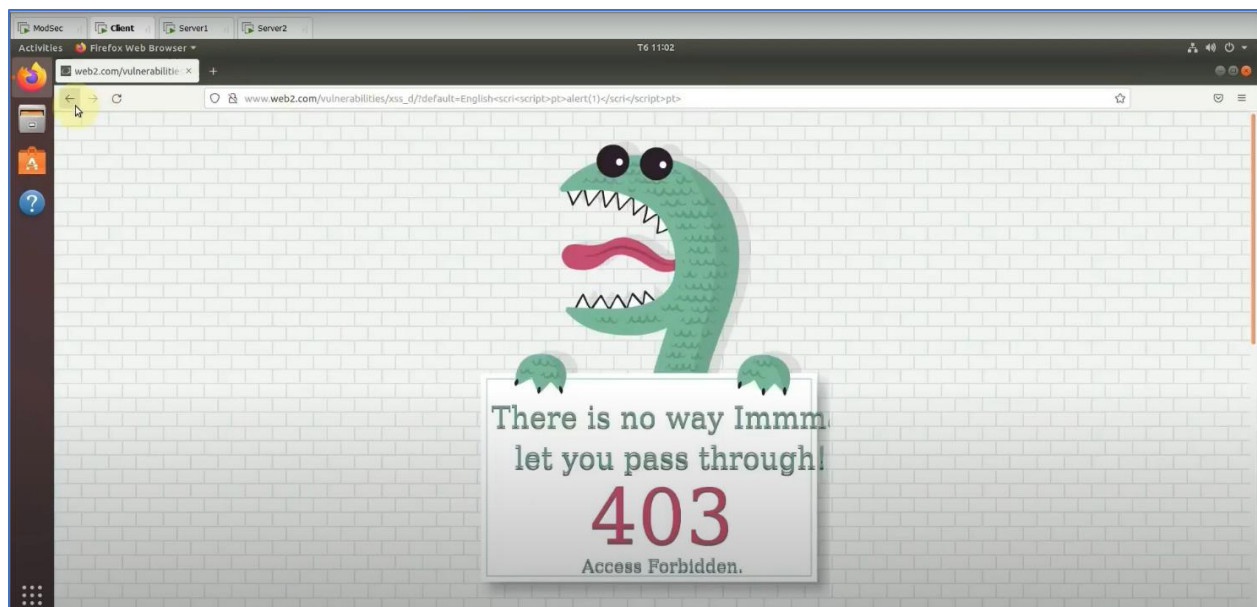 ModSec Client Server1 Server2
Activities Firefox Web Browser T6 11:02
web2.com/vulnerabilitie
www.web2.com/vulnerabilities/xss_d/?default=English<scri<script>pt>alert(1)</scri</script>pt>
There is no way Immm
let you pass through!
403
Access Forbidden.